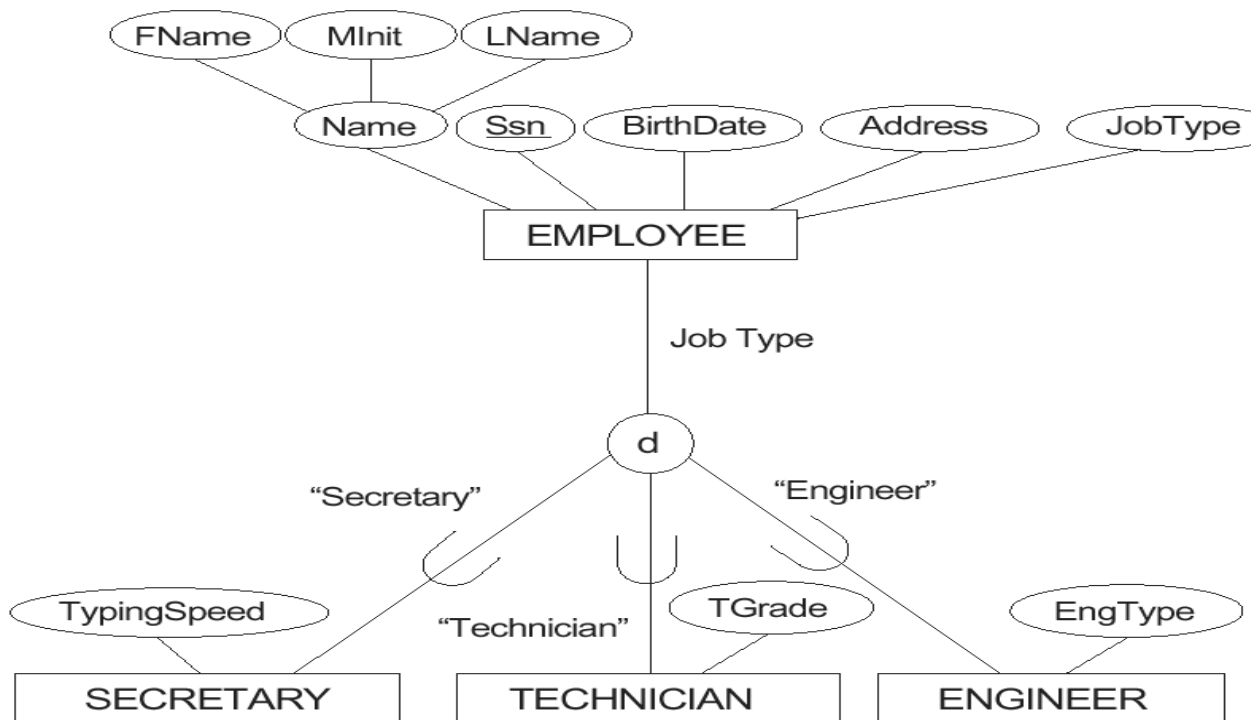 FName MInit LName
Name Ssn BirthDate Address JobType
EMPLOYEE
Job Type
d
“Secretary” “Engineer”
TypingSpeed “Technician” TGrade EngType
SECRETARY TECHNICIAN ENGINEER